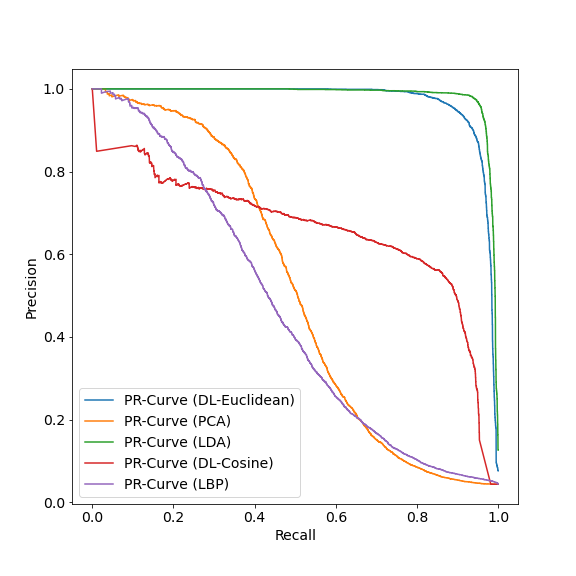 1.0
0.8
0.6
0.4
0.2
0.0
Precision
PR-Curve (DL-Euclidean)
PR-Curve (PCA)
PR-Curve (LDA)
PR-Curve (DL-Cosine)
PR-Curve (LBP)
0.0 0.2 0.4 0.6 0.8 1.0
Recall